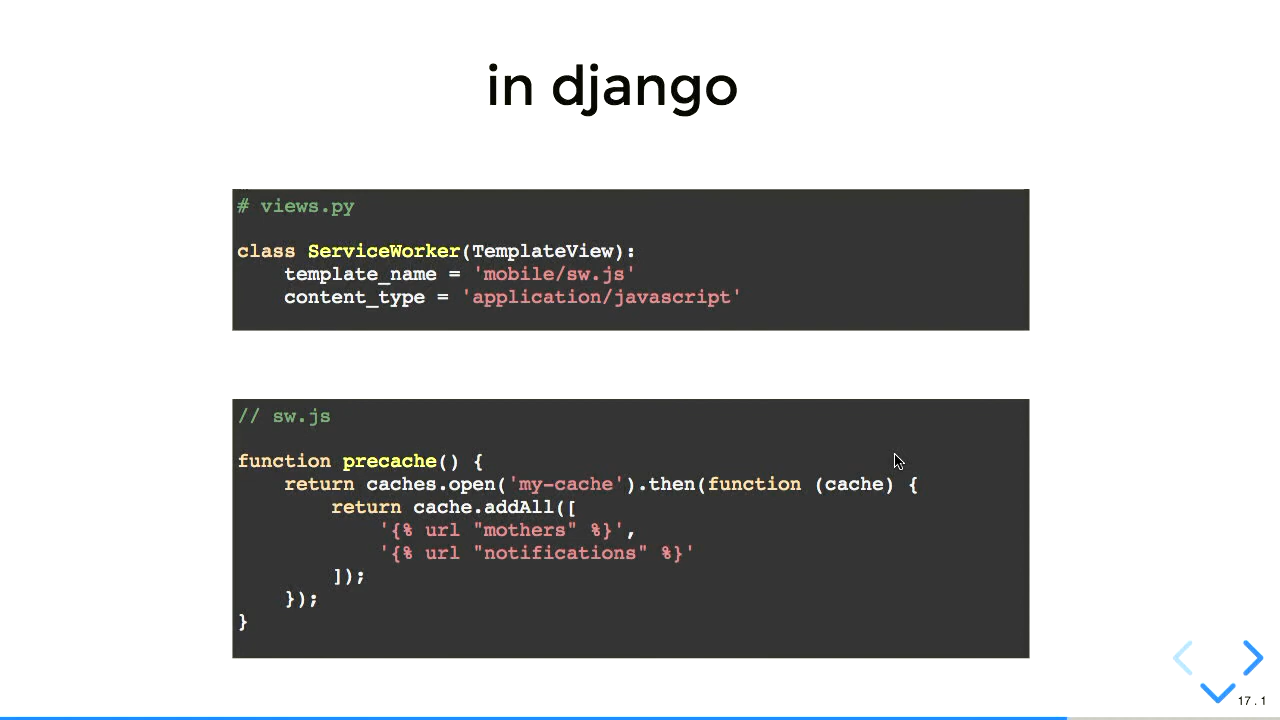 in django
# views.py
class ServiceWorker(TemplateView):
    template_name = 'mobile/sw.js'
    content_type = 'application/javascript'
// sw.js
function precache() {
    return caches.open('my-cache').then(function (cache) {
        return cache.addAll([
            '{% url "mothers" %}',
            '{% url "notifications" %}'
        ]);
    });
}
17.1